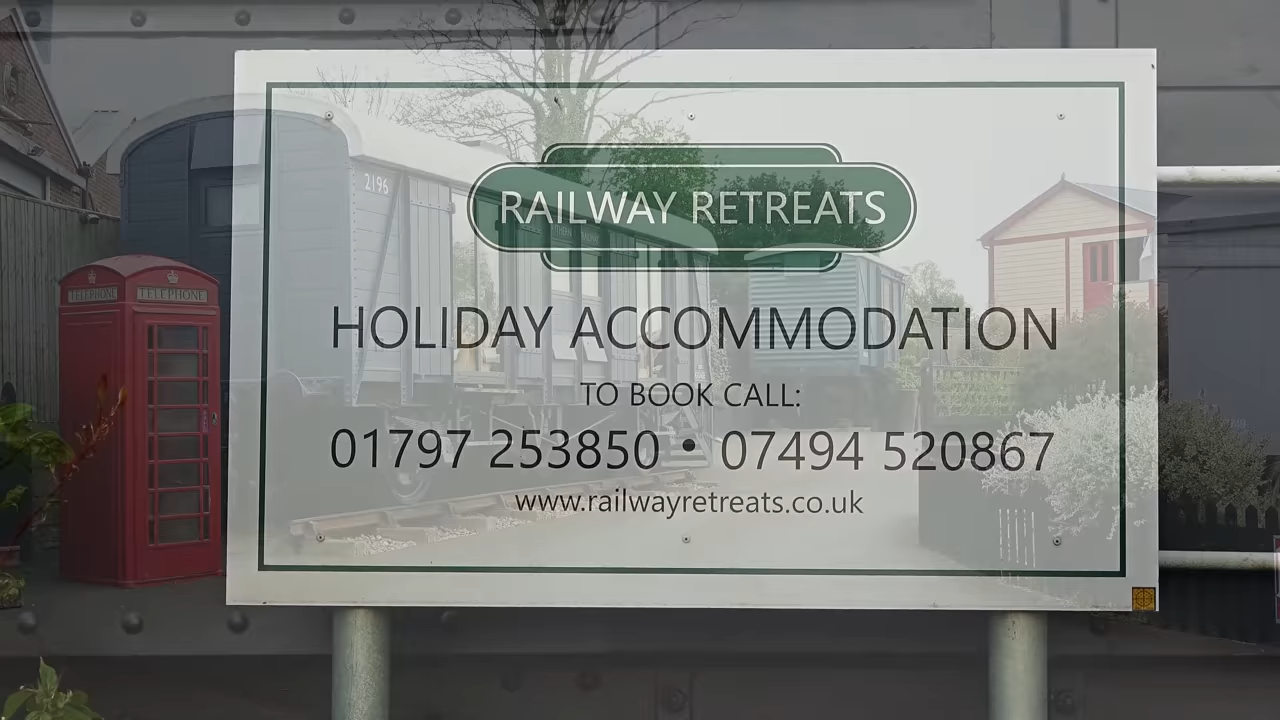 2196
TELEPHONE
TELEPHONE
RAILWAY RETREATS
HOLIDAY ACCOMMODATION
TO BOOK CALL:
01797 253850 • 07494 520867
www.railwayretreats.co.uk